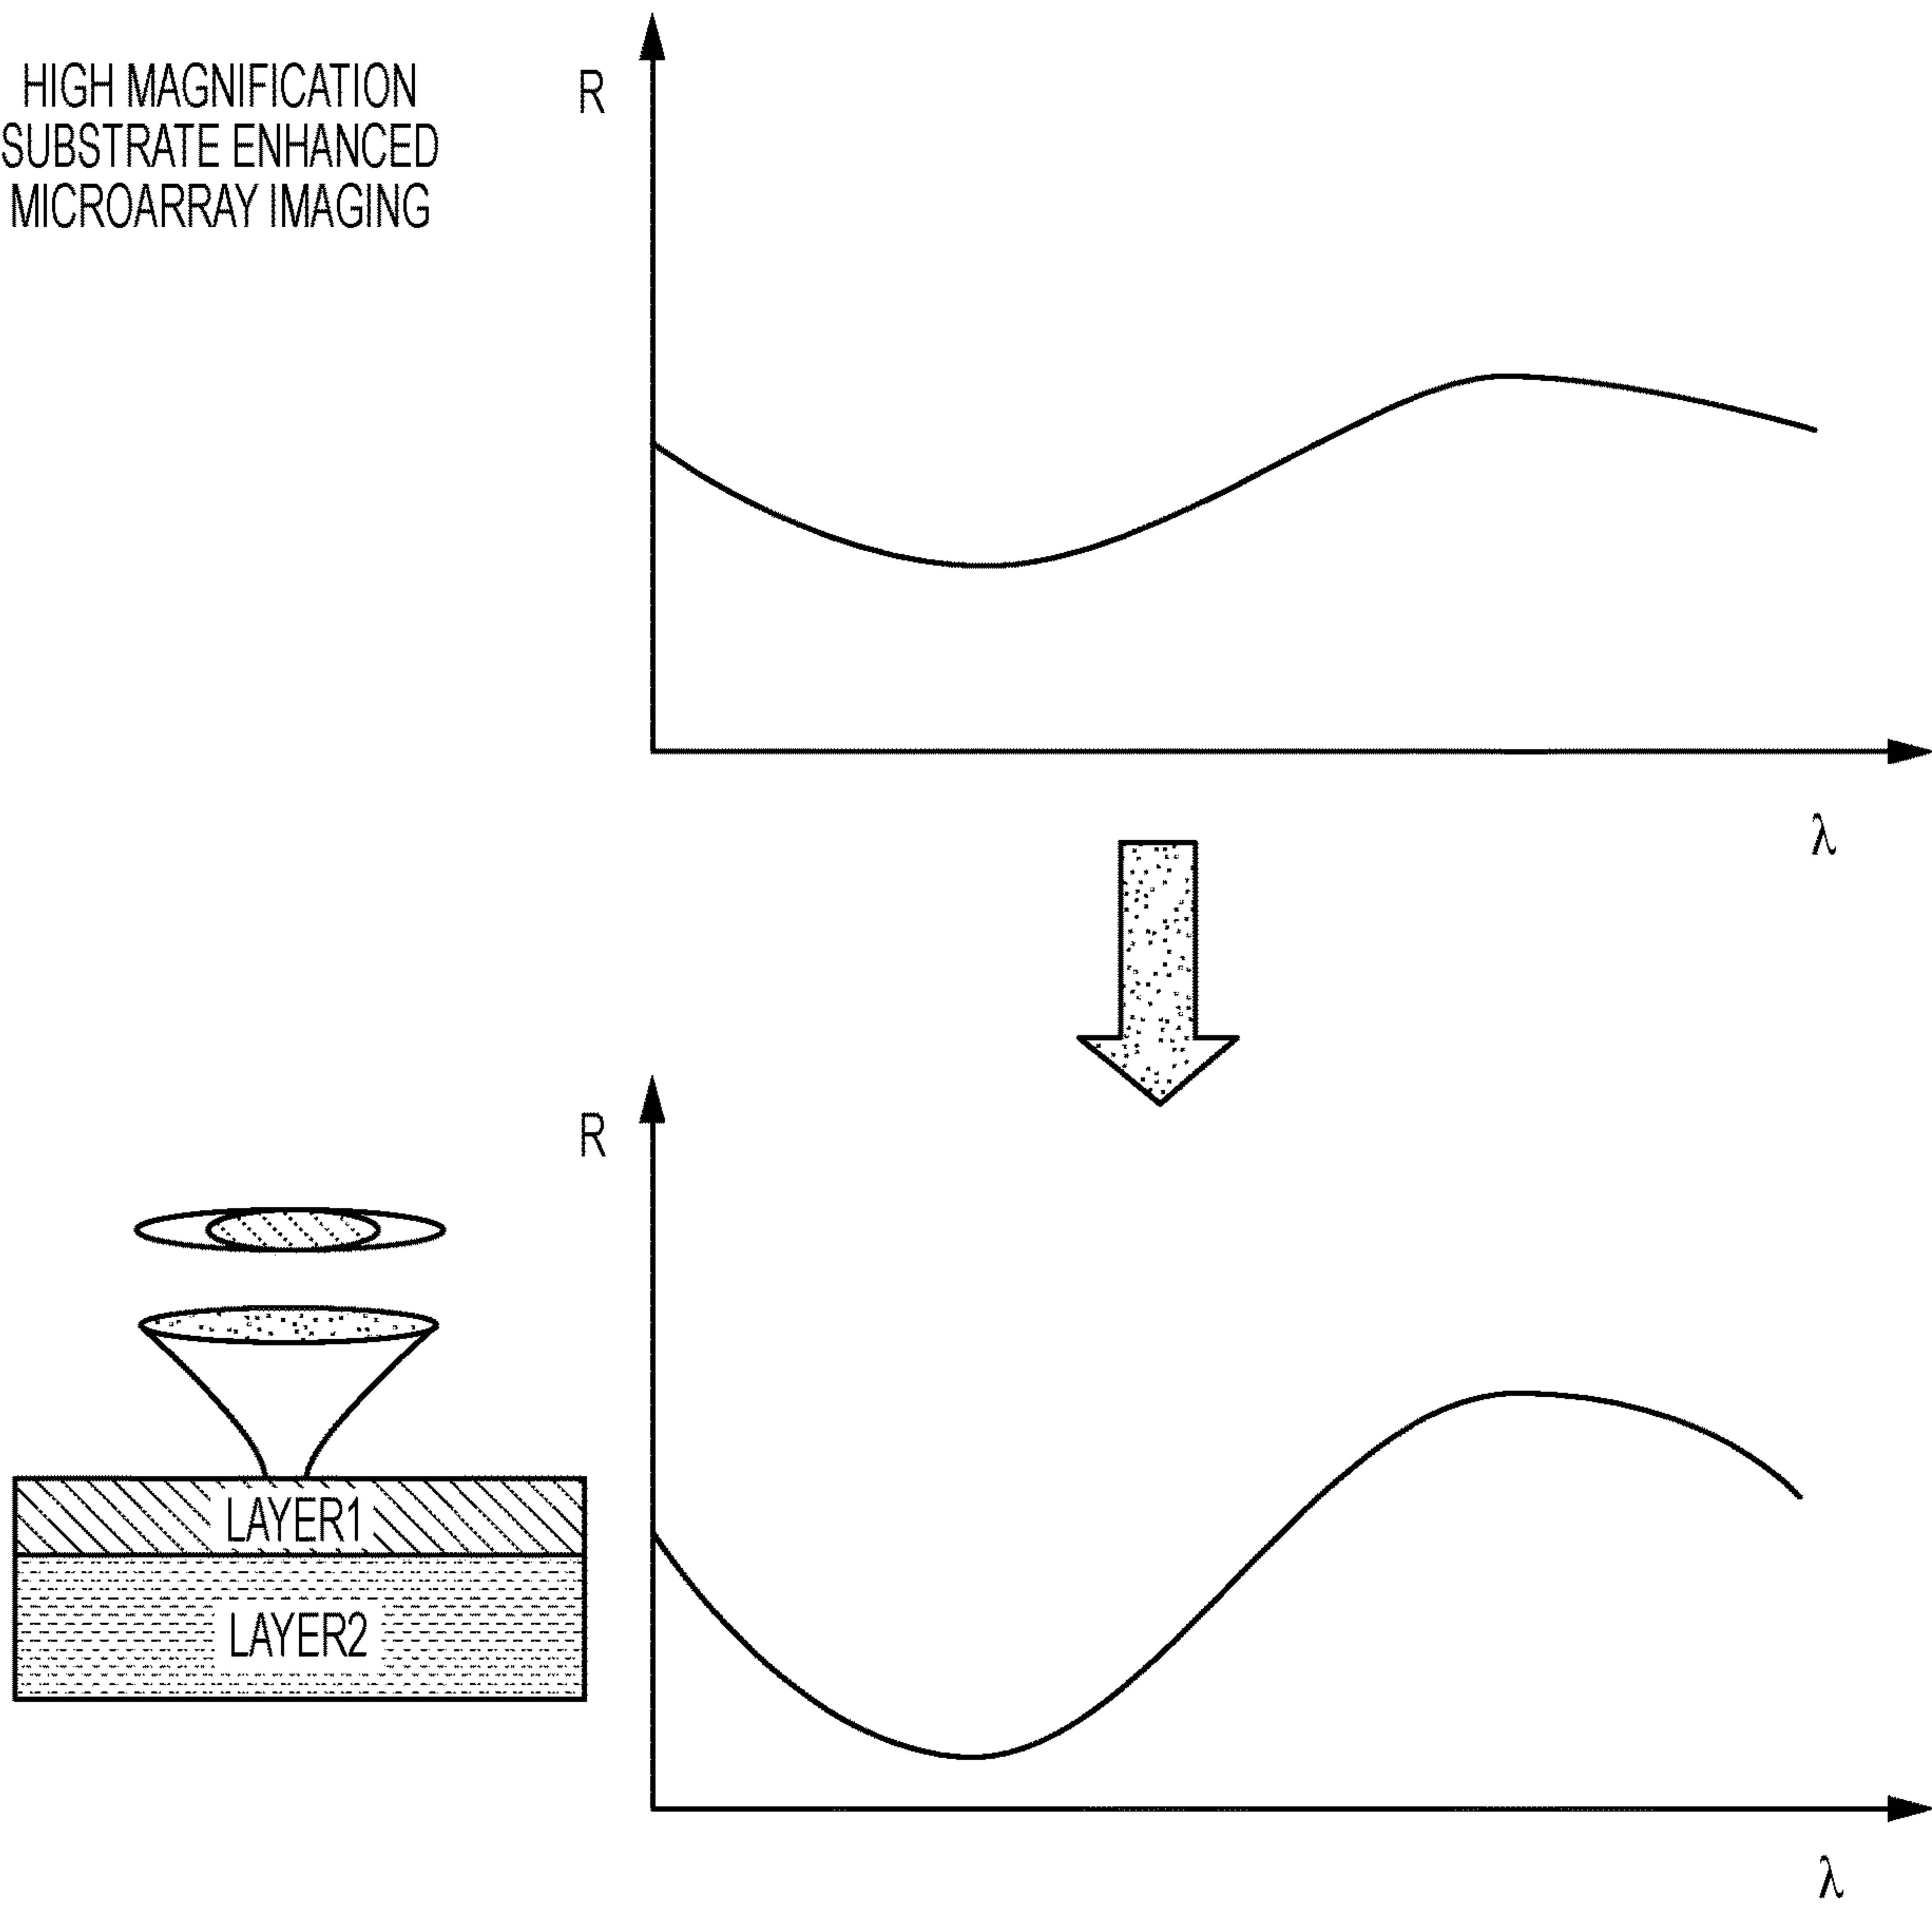 HIGH MAGNIFICATION
SUBSTRATE ENHANCED
MICROARRAY IMAGING
R
λ
R
LAYER1
LAYER2
λ